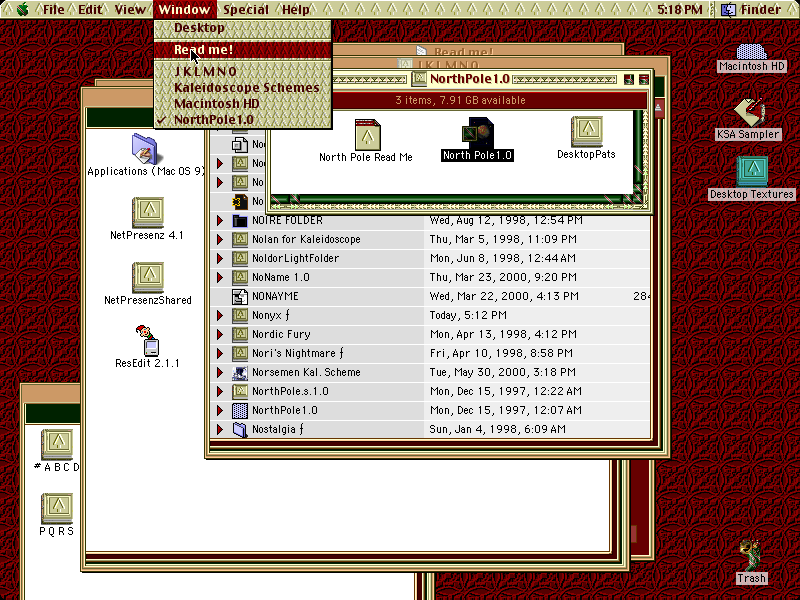 File Edit View Window Special Help 5:18 PM Finder
Desktop
Read me!
J K L M N O
Kaleidoscope Schemes
Macintosh HD
NorthPole1.0
Read me!
J K L M N O
NorthPole1.0
3 items, 7.91 GB available
North Pole Read Me
North Pole1.0
DesktopPats
Macintosh HD
KSA Sampler
Desktop Textures
Trash
Applications (Mac OS 9)
NetPresenz 4.1
NetPresenzShared
ResEdit 2.1.1
# A B C D
P Q R S
No
No
No
No
NOIRE FOLDER Wed, Aug 12, 1998, 12:54 PM
Nolan for Kaleidoscope Thu, Mar 5, 1998, 11:09 PM
NoldorLightFolder Mon, Jun 8, 1998, 12:44 AM
NoName 1.0 Thu, Mar 23, 2000, 9:20 PM
NONAYME Wed, Mar 22, 2000, 4:13 PM 284
Nonyx ƒ Today, 5:12 PM
Nordic Fury Mon, Apr 13, 1998, 4:12 PM
Nori's Nightmare ƒ Fri, Apr 10, 1998, 8:58 PM
Norsemen Kal. Scheme Tue, May 30, 2000, 3:18 PM
NorthPole.s.1.0 Mon, Dec 15, 1997, 12:22 AM
NorthPole1.0 Mon, Dec 15, 1997, 12:07 AM
Nostalgia ƒ Sun, Jan 4, 1998, 6:09 AM